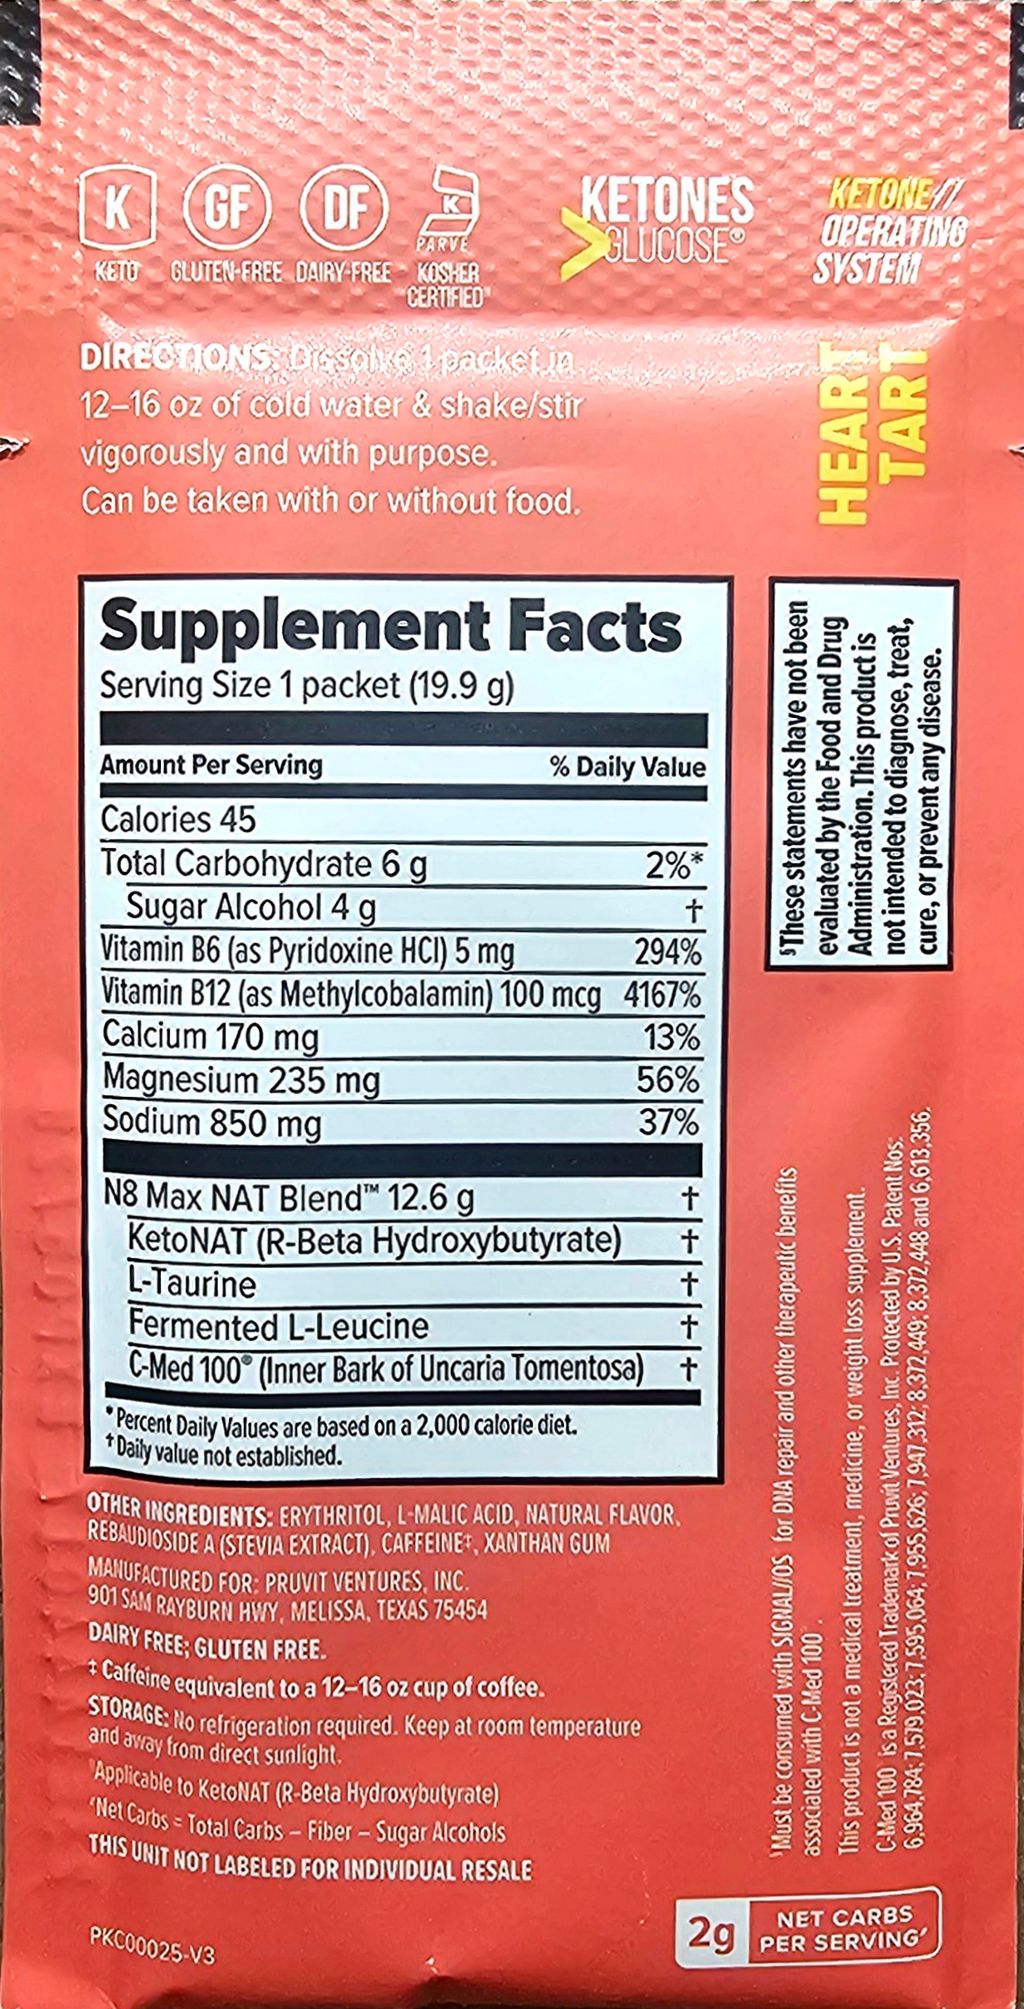 K
KETO
GF
GLUTEN-FREE
DF
DAIRY-FREE
K
PARVE
KOSHER
CERTIFIED"
KETONES
>GLUCOSE®
KETONE//
OPERATING
SYSTEM
HEART
TART
DIRECTIONS: Dissolve 1 packet in
12–16 oz of cold water & shake/stir
vigorously and with purpose.
Can be taken with or without food.
Supplement Facts
Serving Size 1 packet (19.9 g)
Amount Per Serving % Daily Value
Calories 45
Total Carbohydrate 6 g 2%*
Sugar Alcohol 4 g †
Vitamin B6 (as Pyridoxine HCl) 5 mg 294%
Vitamin B12 (as Methylcobalamin) 100 mcg 4167%
Calcium 170 mg 13%
Magnesium 235 mg 56%
Sodium 850 mg 37%
N8 Max NAT Blend™ 12.6 g †
KetoNAT (R-Beta Hydroxybutyrate) †
L-Taurine †
Fermented L-Leucine †
C-Med 100® (Inner Bark of Uncaria Tomentosa) †
*Percent Daily Values are based on a 2,000 calorie diet.
†Daily value not established.
OTHER INGREDIENTS: ERYTHRITOL, L-MALIC ACID, NATURAL FLAVOR,
REBAUDIOSIDE A (STEVIA EXTRACT), CAFFEINE‡, XANTHAN GUM
MANUFACTURED FOR: PRUVIT VENTURES, INC.
901 SAM RAYBURN HWY, MELISSA, TEXAS 75454
DAIRY FREE; GLUTEN FREE.
‡ Caffeine equivalent to a 12–16 oz cup of coffee.
STORAGE: No refrigeration required. Keep at room temperature
and away from direct sunlight.
"Applicable to KetoNAT (R-Beta Hydroxybutyrate)
‘Net Carbs = Total Carbs – Fiber – Sugar Alcohols
THIS UNIT NOT LABELED FOR INDIVIDUAL RESALE
PKC00025-V3
§These statements have not been
evaluated by the Food and Drug
Administration. This product is
not intended to diagnose, treat,
cure, or prevent any disease.
Must be consumed with SIGNAL//OS for DNA repair and other therapeutic benefits
associated with C-Med 100
This product is not a medical treatment, medicine, or weight loss supplement.
C-Med 100 is a Registered Trademark of Pruvit Ventures, Inc. Protected by U.S. Patent Nos:
6,964,784; 7,579,023; 7,595,064; 7,955,626; 7,947,312; 8,372,449; 8,372,448 and 6,613,356.
2g
NET CARBS
PER SERVING′